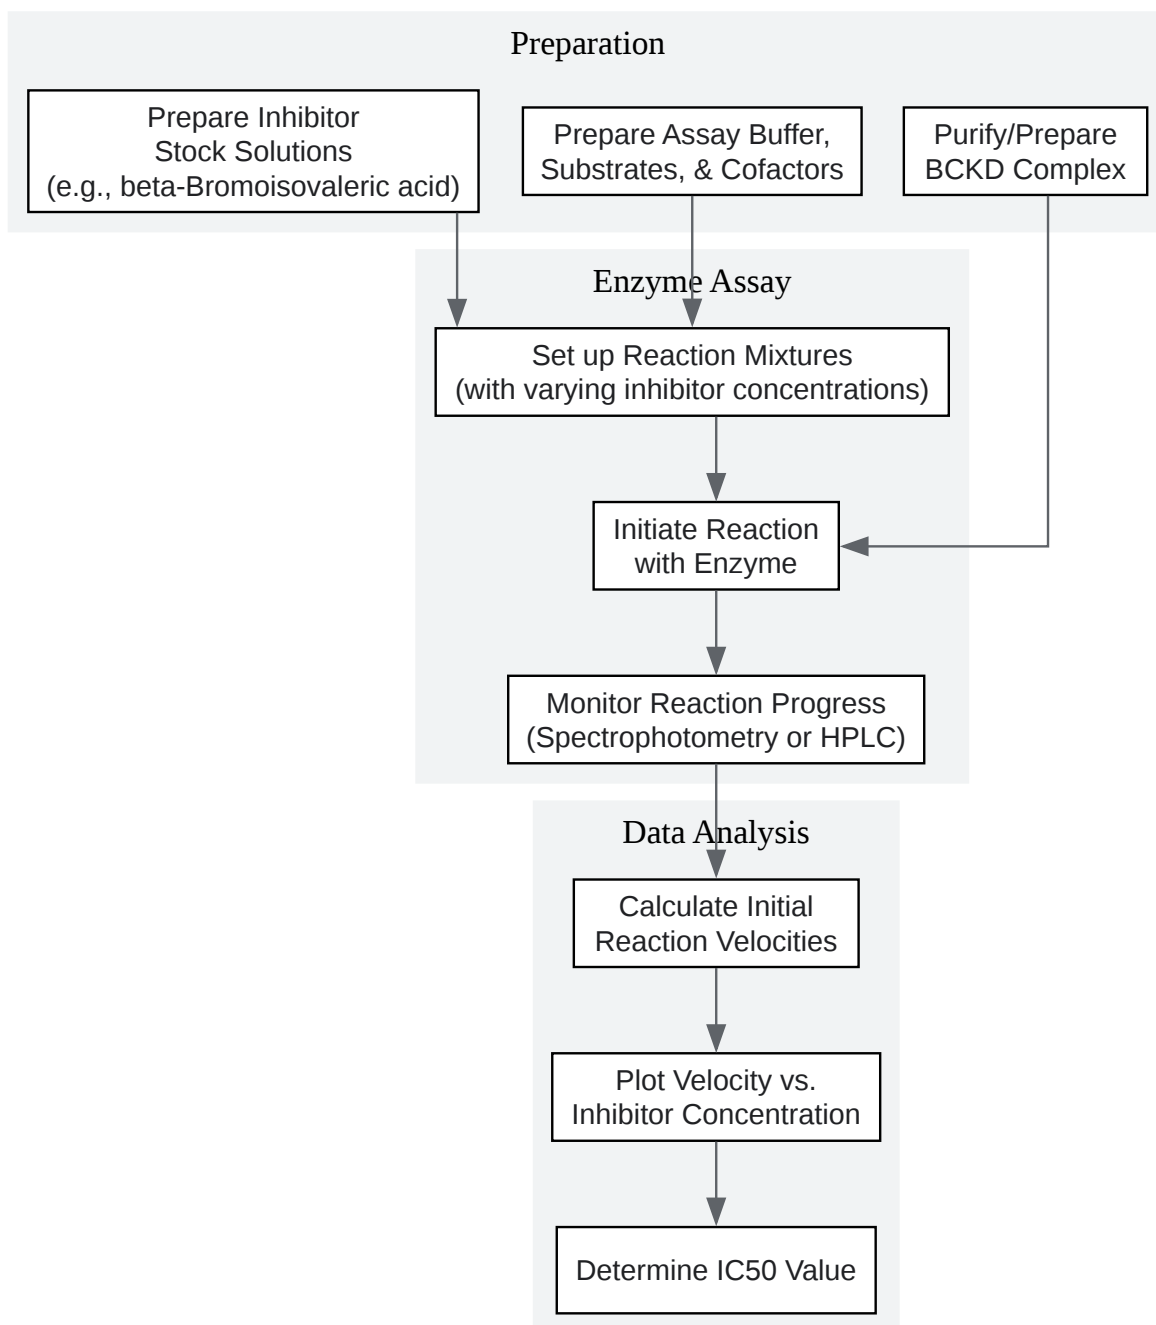 Preparation
Prepare Inhibitor
Stock Solutions
(e.g., beta-Bromoisovaleric acid)
Prepare Assay Buffer,
Substrates, & Cofactors
Purify/Prepare
BCKD Complex
Enzyme Assay
Set up Reaction Mixtures
(with varying inhibitor concentrations)
Initiate Reaction
with Enzyme
Monitor Reaction Progress
(Spectrophotometry or HPLC)
Data Analysis
Calculate Initial
Reaction Velocities
Plot Velocity vs.
Inhibitor Concentration
Determine IC50 Value